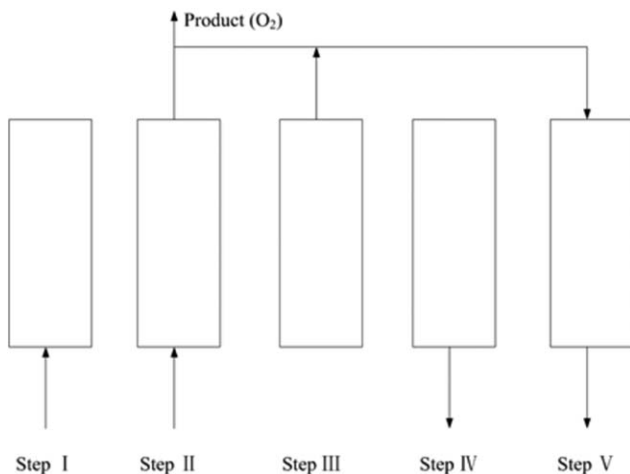 Product (O₂)
Step Ⅰ
Step Ⅱ
Step Ⅲ
Step Ⅳ
Step Ⅴ